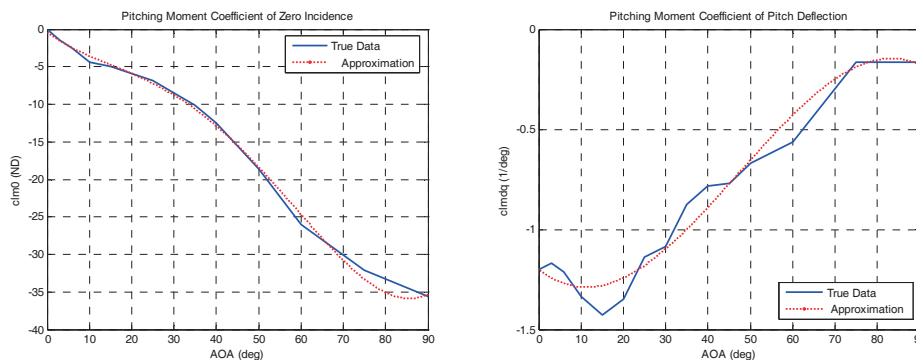 Pitching Moment Coefficient of Zero Incidence
0
-5
-10
-15
-20
-25
-30
-35
-40
clm0 (ND)
0 10 20 30 40 50 60 70 80 90
AOA (deg)
True Data
Approximation
Pitching Moment Coefficient of Pitch Deflection
0
-0.5
-1
-1.5
clmdq (1/deg)
0 10 20 30 40 50 60 70 80 90
AOA (deg)
True Data
Approximation